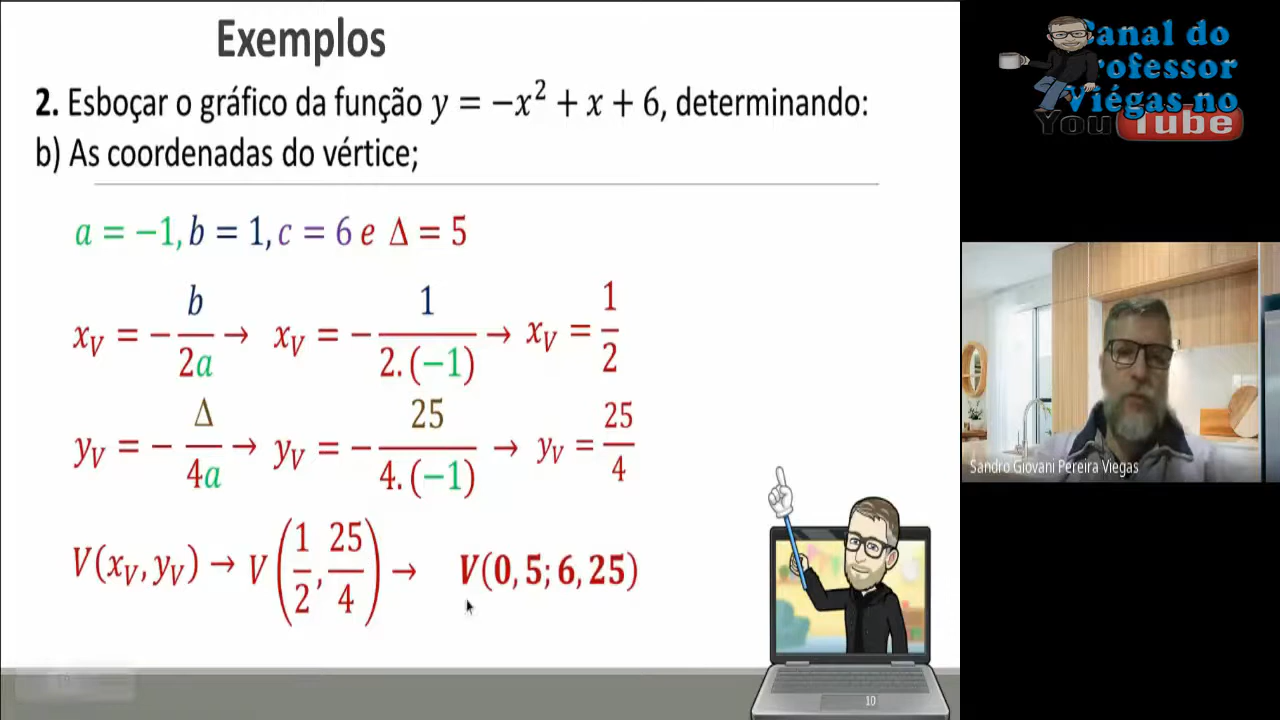 Exemplos
2. Esboçar o gráfico da função y = −x² + x + 6, determinando:
b) As coordenadas do vértice;
a = −1, b = 1, c = 6 e Δ = 5
x_V = − b/2a → x_V = − 1/2.(−1) → x_V = 1/2
y_V = − Δ/4a → y_V = − 25/4.(−1) → y_V = 25/4
V(x_V, y_V) → V(1/2, 25/4) → V(0,5; 6,25)
10
Canal do
Professor
Viégas no
You Tube
Sandro Giovani Pereira Viegas